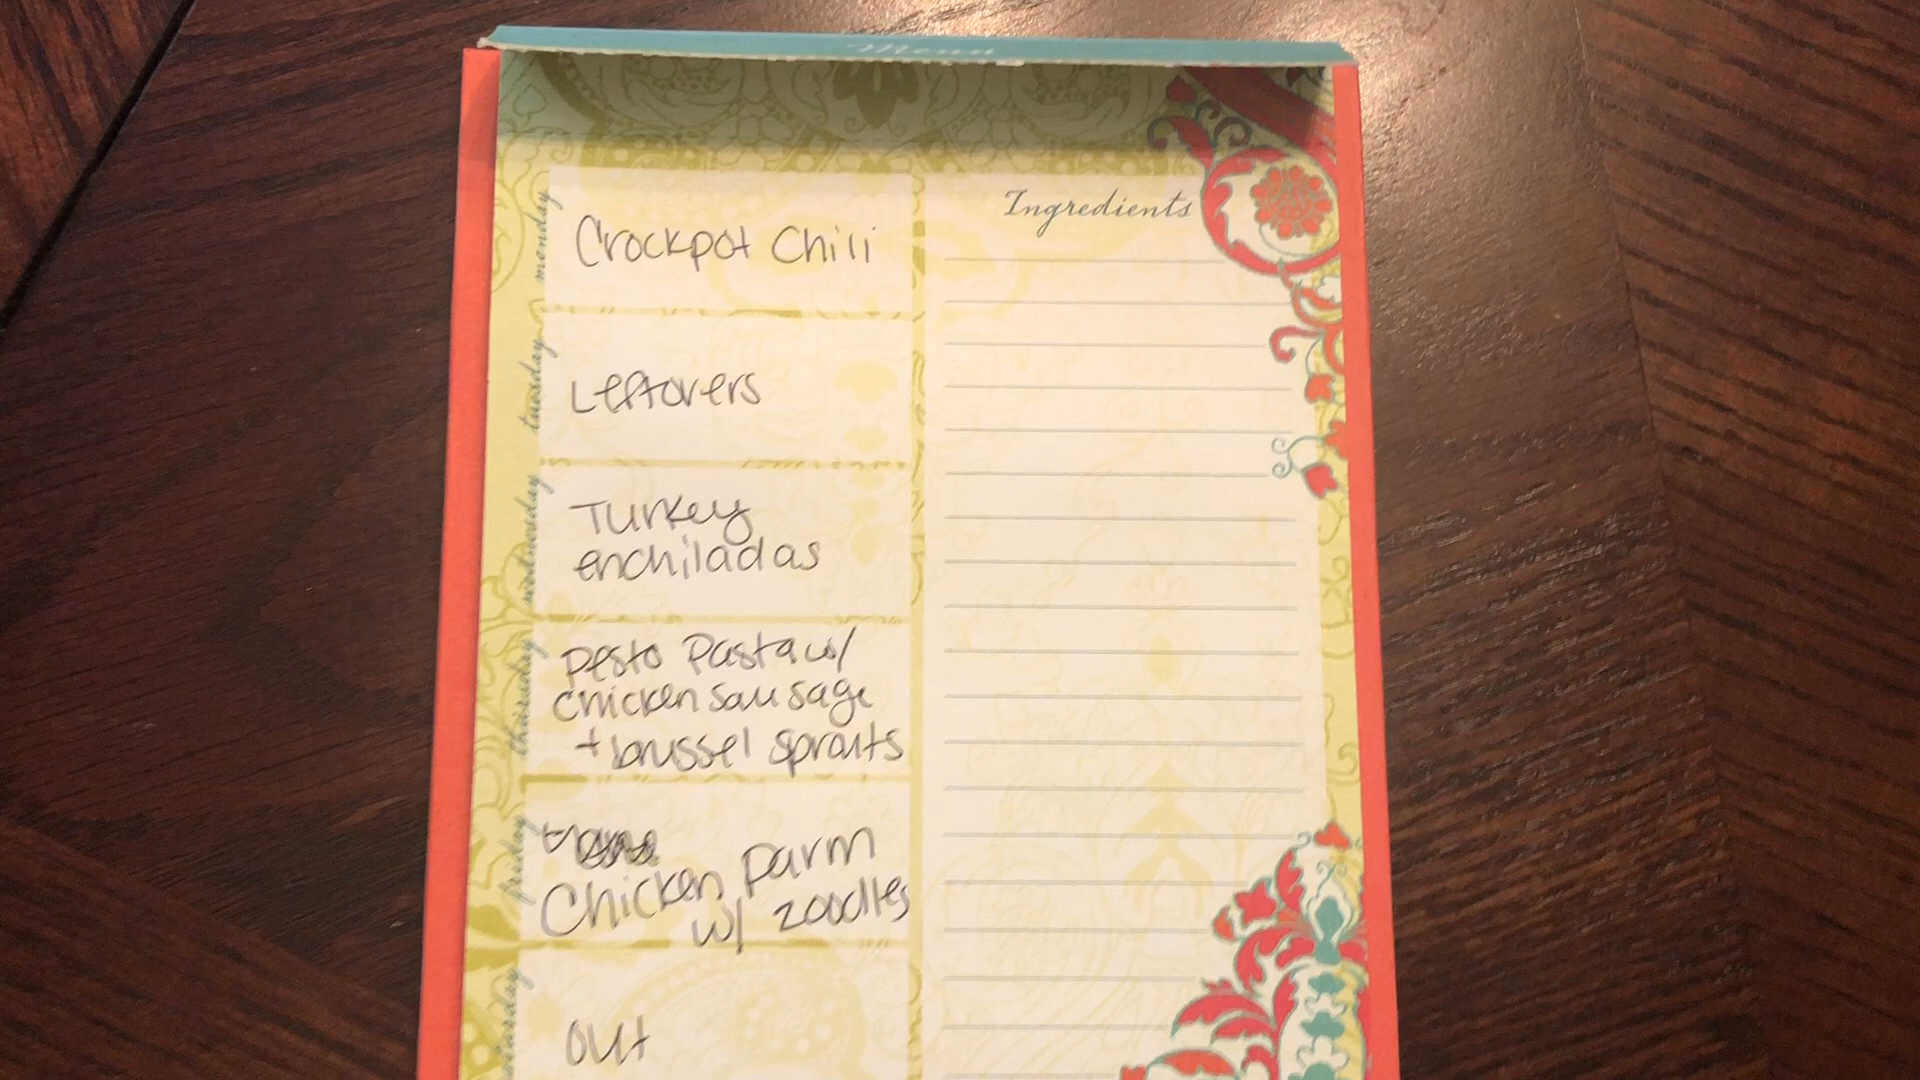 Menu
Ingredients
monday
Crockpot Chili
tuesday
Leftovers
wednesday
Turkey
enchiladas
thursday
Pesto Pasta w/
chicken sausage
+ brussel sprouts
friday
Chicken parm
w/ zoodles
out